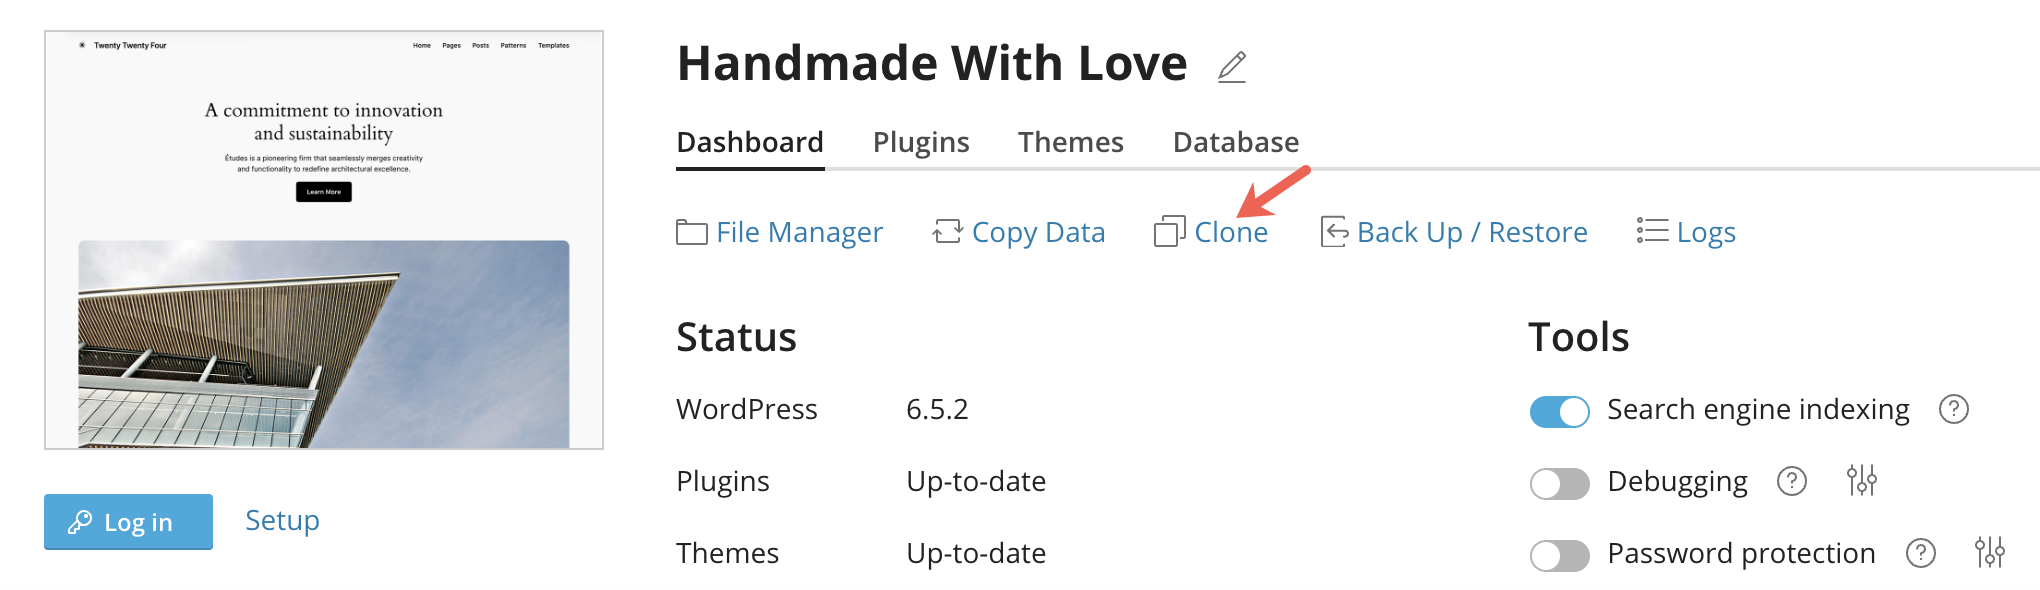 Twenty Twenty Four
Home Pages Posts Patterns Templates
A commitment to innovation
and sustainability
Études is a pioneering firm that seamlessly merges creativity
and functionality to redefine architectural excellence.
Learn More
Log in
Setup
Handmade With Love
Dashboard Plugins Themes Database
File Manager Copy Data Clone Back Up / Restore Logs
Status
WordPress 6.5.2
Plugins Up-to-date
Themes Up-to-date
Tools
Search engine indexing ?
Debugging ?
Password protection ?